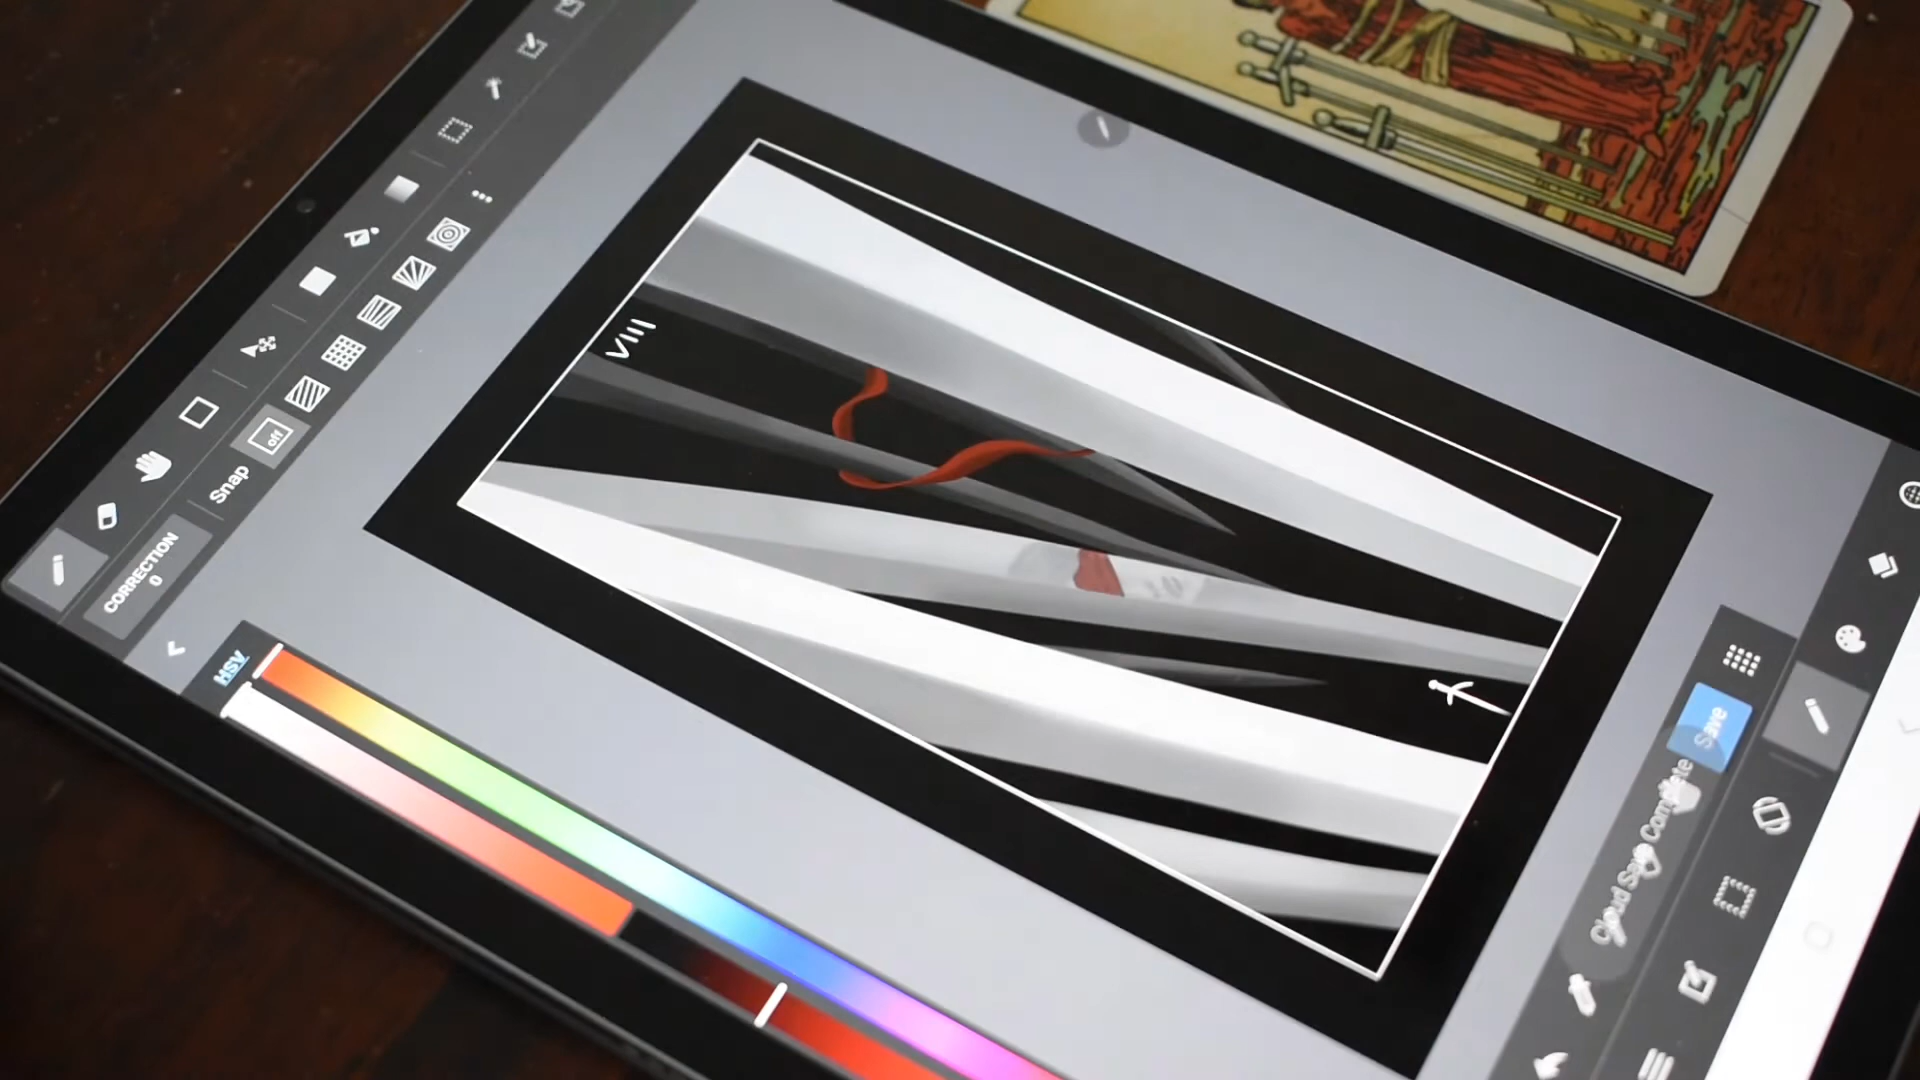 Snap
off
CORRECTION
0
HSV
VIII
Save
Cloud Save Complete